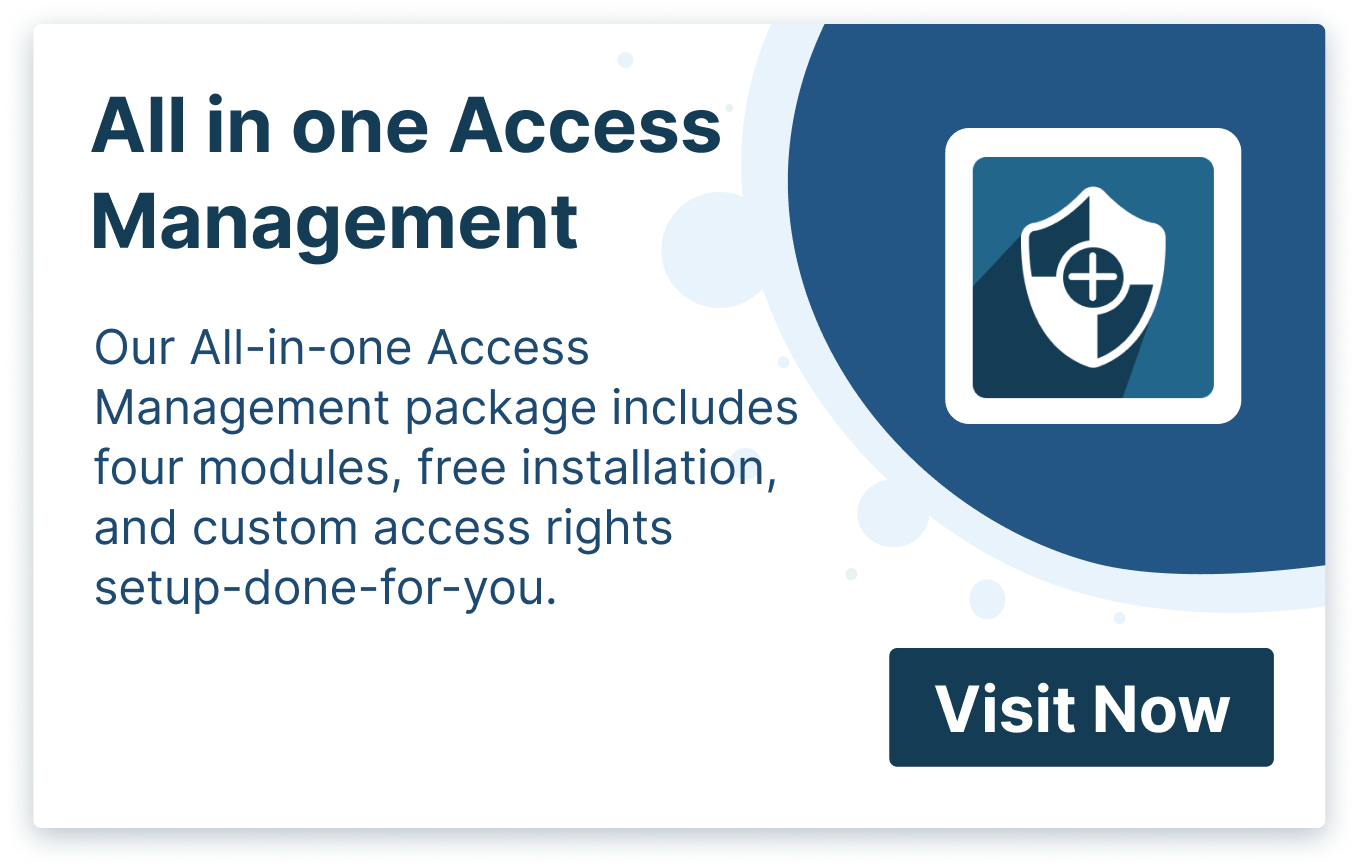 All in one Access
Management
Our All-in-one Access
Management package includes
four modules, free installation,
and custom access rights
setup-done-for-you.
Visit Now